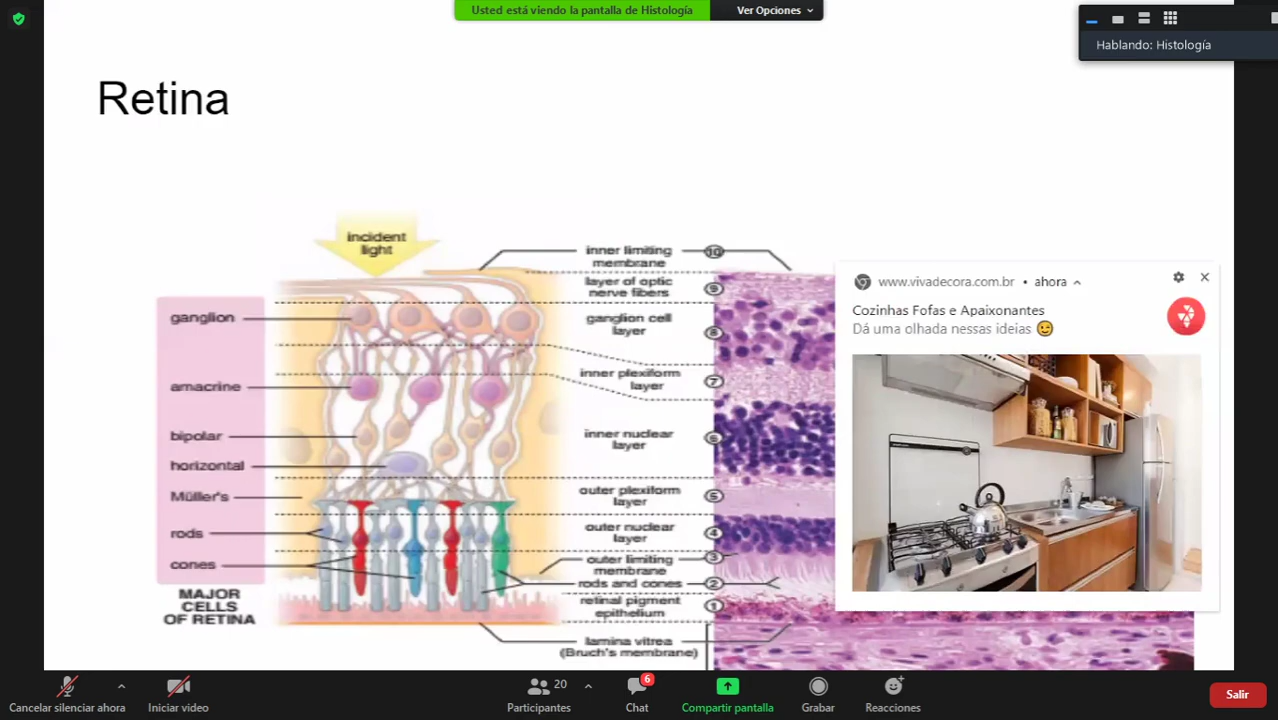 Usted está viendo la pantalla de Histología
Ver Opciones
Hablando: Histología
Retina
incident
light
inner limiting
membrane
10
layer of optic
nerve fibers
9
ganglion
ganglion cell
layer
8
inner plexiform
layer
7
amacrine
bipolar
inner nuclear
layer
6
horizontal
Müller's
outer plexiform
layer
5
rods
outer nuclear
layer
4
cones
outer limiting
membrane
3
rods and cones
2
MAJOR
CELLS
OF RETINA
retinal pigment
epithelium
1
lamina vitrea
(Bruch's membrane)
www.vivadecora.com.br • ahora
Cozinhas Fofas e Apaixonantes
Dá uma olhada nessas ideias 😉
Cancelar silenciar ahora
Iniciar video
20
Participantes
6
Chat
Compartir pantalla
Grabar
Reacciones
Salir